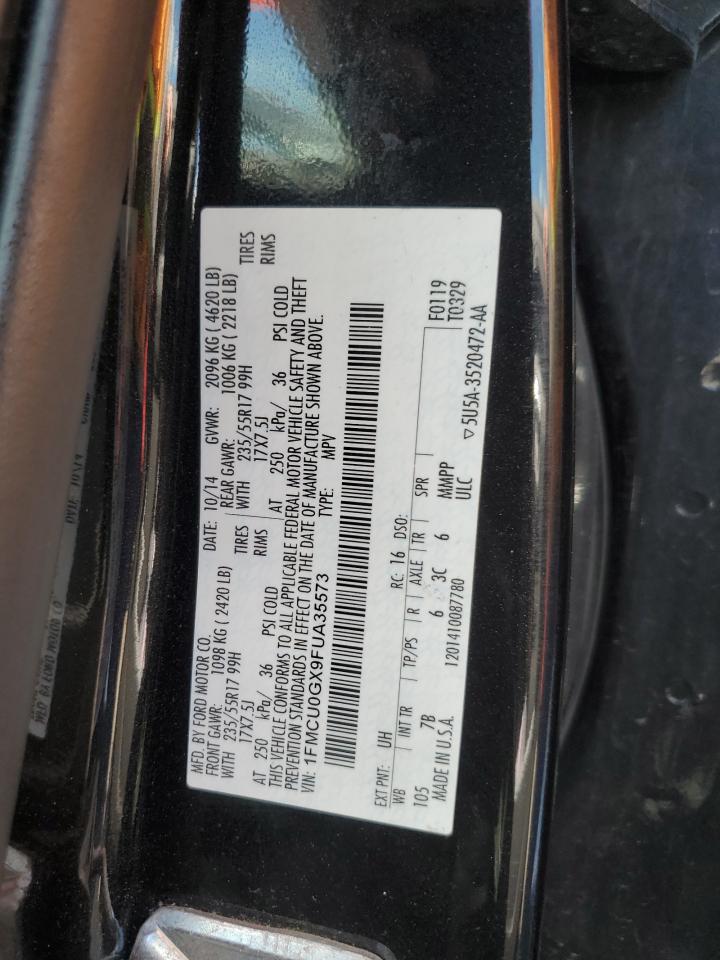 MFD. BY FORD MOTOR CO.
DATE: 10/14 GVWR: 2096 KG ( 4620 LB)
FRONT GAWR: 1098 KG ( 2420 LB) REAR GAWR: 1006 KG ( 2218 LB)
WITH 235/55R17 99H TIRES WITH 235/55R17 99H TIRES
17X7.5J RIMS 17X7.5J RIMS
AT 250 kPa/ 36 PSI COLD AT 250 kPa/ 36 PSI COLD
THIS VEHICLE CONFORMS TO ALL APPLICABLE FEDERAL MOTOR VEHICLE SAFETY AND THEFT
PREVENTION STANDARDS IN EFFECT ON THE DATE OF MANUFACTURE SHOWN ABOVE.
VIN: 1FMCU0GX9FUA35573 TYPE: MPV
EXT PNT: UH RC: 16 DSO: F0119
WB INT TR TP/PS R AXLE TR SPR T0329
105 7B 6 3C 6 MMPP
MADE IN U.S.A. 1201410087780 ULC ▽5U5A-3520472-AA